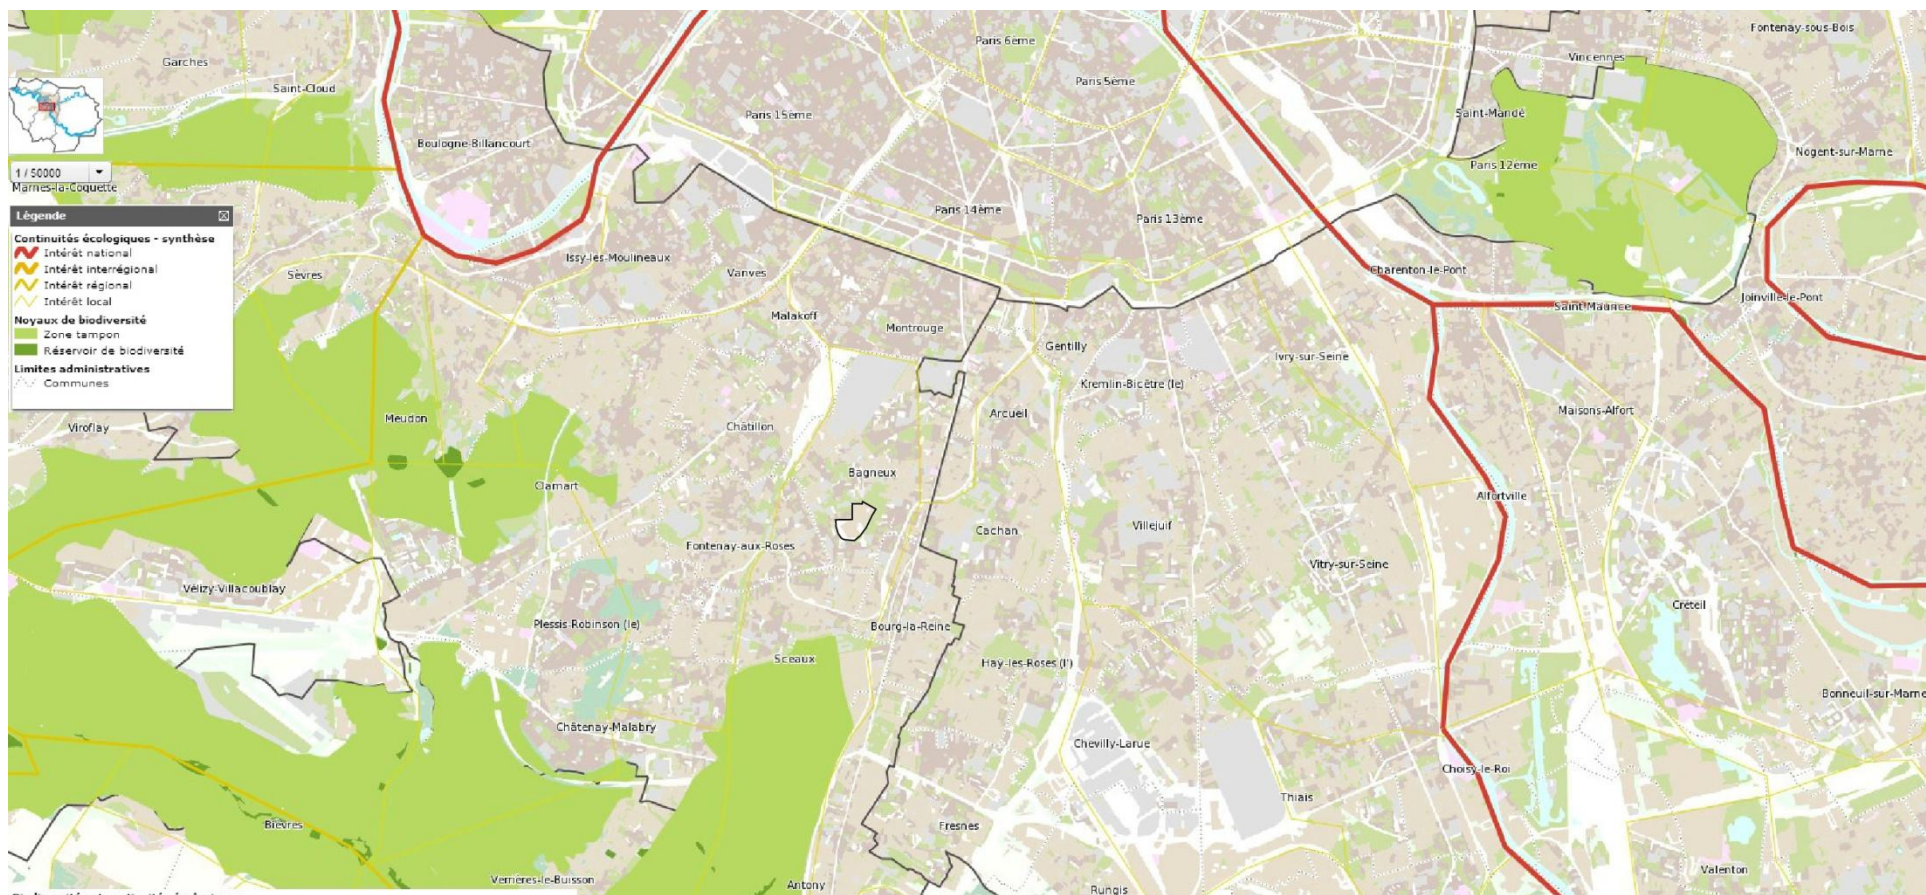 Fontenay-sous-Bois
Paris 6ème
Vincennes
Garches
Paris 5ème
Saint-Cloud
Saint-Mandé
Paris 15ème
Boulogne-Billancourt
Nogent-sur-Marne
Paris 12ème
1 / 50000
Marnes-la-Coquette
Paris 14ème
Paris 13ème
Légende
Continuités écologiques - synthèse
Intérêt national
Intérêt interrégional
Intérêt régional
Intérêt local
Noyaux de biodiversité
Zone tampon
Réservoir de biodiversité
Limites administratives
Communes
Issy-les-Moulineaux
Sèvres
Vanves
Charenton-le-Pont
Joinville-le-Pont
Saint-Maurice
Malakoff
Montrouge
Gentilly
Ivry-sur-Seine
Kremlin-Bicêtre (le)
Maisons-Alfort
Arcueil
Meudon
Viroflay
Châtillon
Bagneux
Clamart
Alfortville
Cachan
Villejuif
Fontenay-aux-Roses
Vitry-sur-Seine
Vélizy-Villacoublay
Créteil
Plessis-Robinson (le)
Bourg-la-Reine
Sceaux
Hay-les-Roses (l')
Bonneuil-sur-Marne
Châtenay-Malabry
Chevilly-Larue
Choisy-le-Roi
Thiais
Bièvres
Fresnes
Valenton
Verrières-le-Buisson
Antony
Rungis